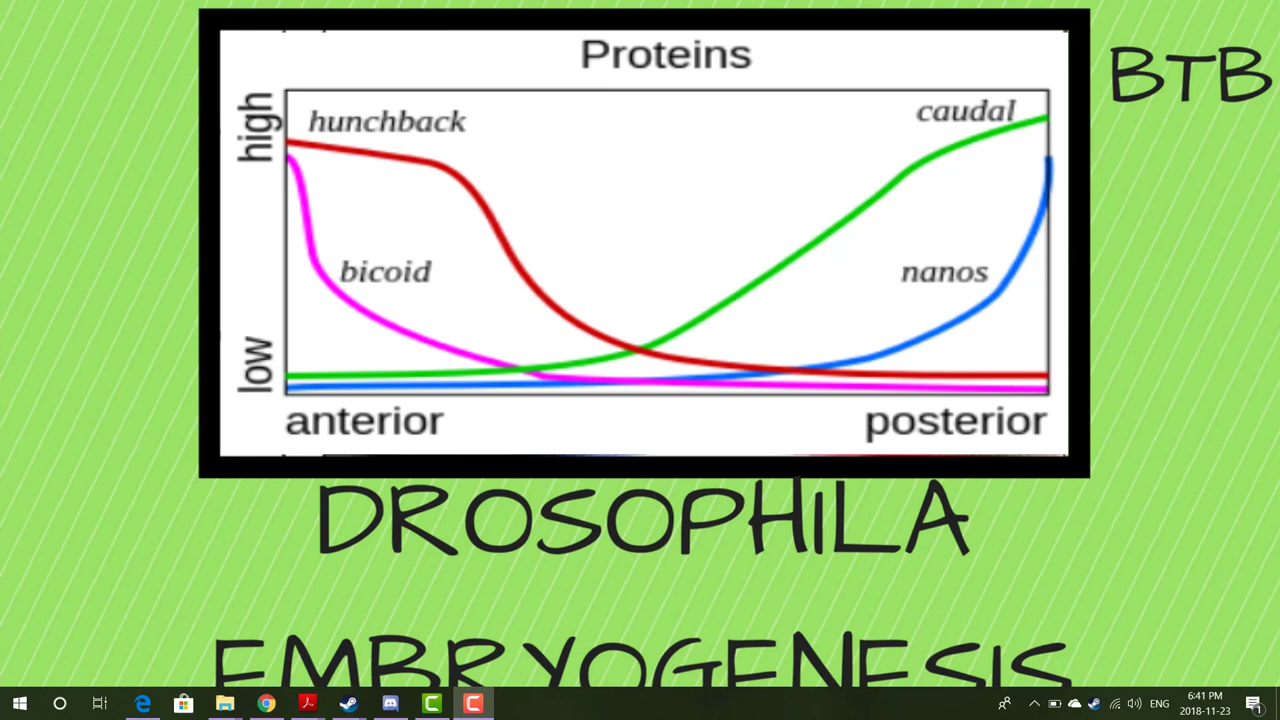 Proteins
BTB
high
hunchback
caudal
bicoid
nanos
low
anterior
posterior
DROSOPHILA
EMBRYOGENESIS
ENG
6:41 PM
2018-11-23
1